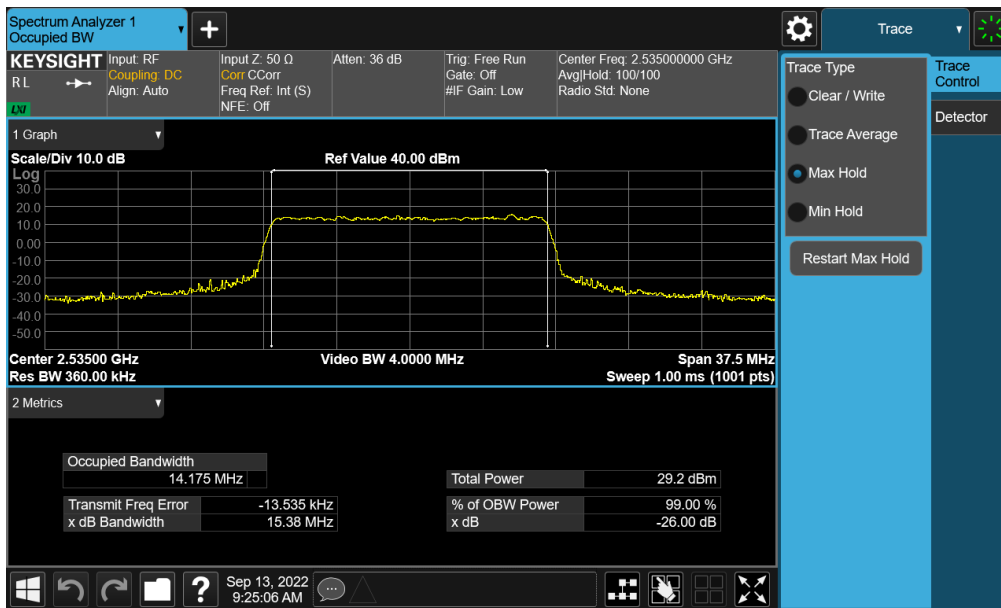 Spectrum Analyzer 1
Occupied BW
+
Trace
KEYSIGHT
R L
LXI
Input: RF
Coupling: DC
Align: Auto
Input Z: 50 Ω
Corr CCorr
Freq Ref: Int (S)
NFE: Off
Atten: 36 dB
Trig: Free Run
Gate: Off
#IF Gain: Low
Center Freq: 2.535000000 GHz
Avg|Hold: 100/100
Radio Std: None
Trace Type
Clear / Write
Trace Average
Max Hold
Min Hold
Restart Max Hold
Trace
Control
Detector
1 Graph
Scale/Div 10.0 dB
Ref Value 40.00 dBm
Log
30.0
20.0
10.0
0.00
-10.0
-20.0
-30.0
-40.0
-50.0
Center 2.53500 GHz
Video BW 4.0000 MHz
Span 37.5 MHz
Res BW 360.00 kHz
Sweep 1.00 ms (1001 pts)
2 Metrics
Occupied Bandwidth
14.175 MHz
Total Power 29.2 dBm
Transmit Freq Error -13.535 kHz
% of OBW Power 99.00 %
x dB Bandwidth 15.38 MHz
x dB -26.00 dB
?
Sep 13, 2022
9:25:06 AM